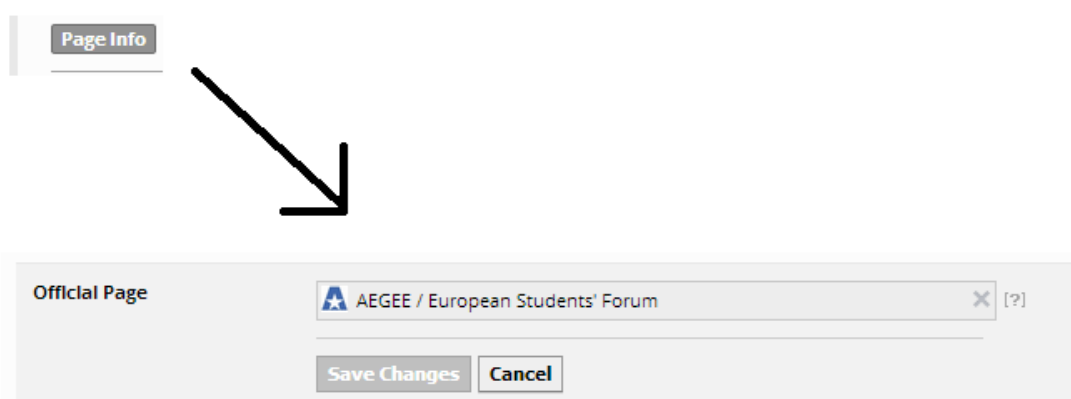 Page Info
Official Page
AEGEE / European Students' Forum
[?]
Save Changes
Cancel